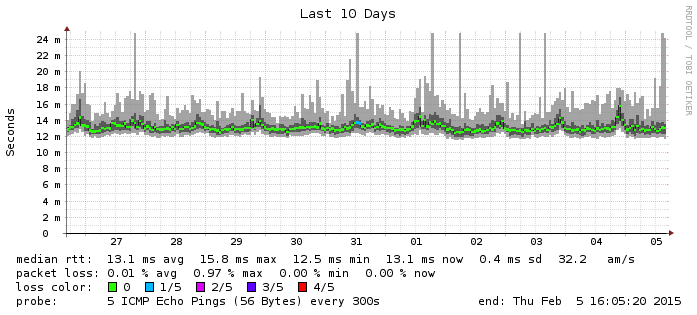 Last 10 Days
RRDTOOL / TOBI OETIKER
Seconds
24 m
22 m
20 m
18 m
16 m
14 m
12 m
10 m
8 m
6 m
4 m
2 m
0
27 28 29 30 31 01 02 03 04 05
median rtt: 13.1 ms avg 15.8 ms max 12.5 ms min 13.1 ms now 0.4 ms sd 32.2 am/s
packet loss: 0.01 % avg 0.97 % max 0.00 % min 0.00 % now
loss color: 0 1/5 2/5 3/5 4/5
probe: 5 ICMP Echo Pings (56 Bytes) every 300s end: Thu Feb 5 16:05:20 2015